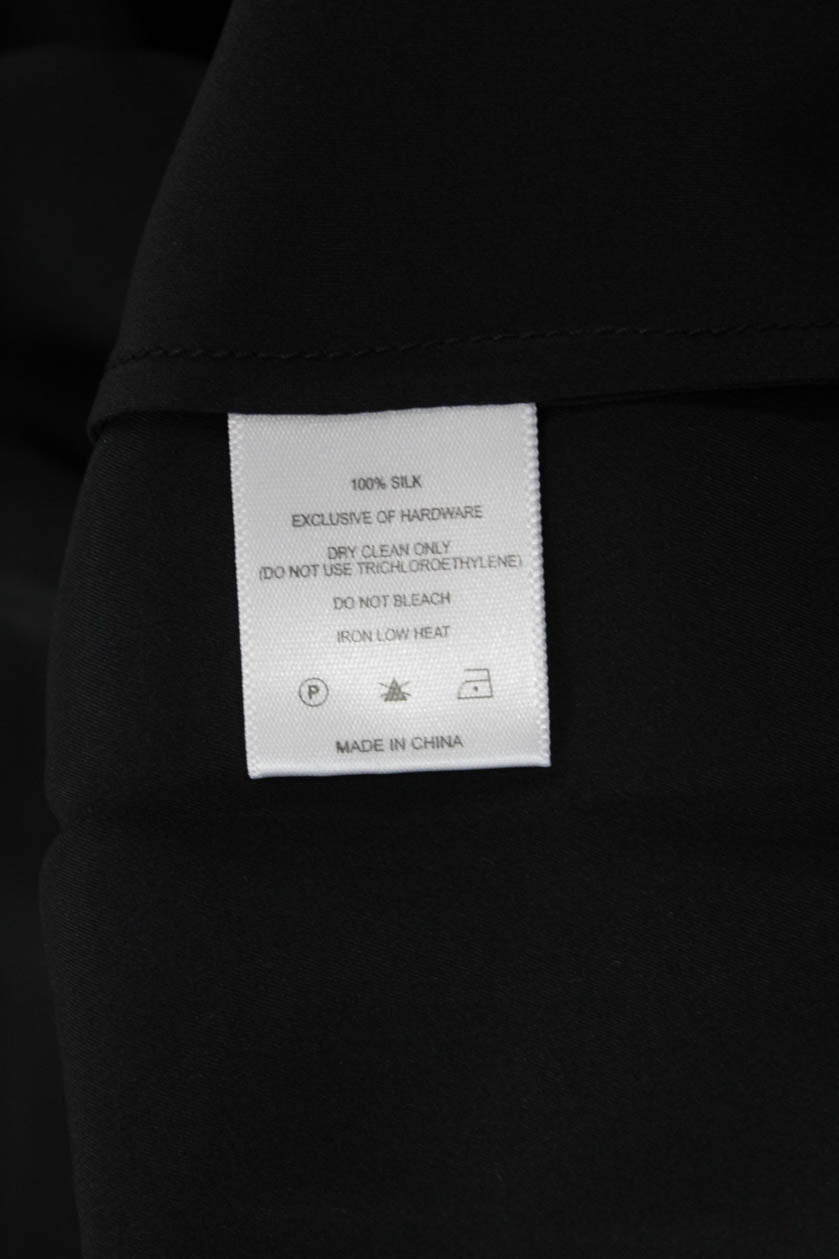 100% SILK
EXCLUSIVE OF HARDWARE
DRY CLEAN ONLY
(DO NOT USE TRICHLOROETHYLENE)
DO NOT BLEACH
IRON LOW HEAT
P
MADE IN CHINA